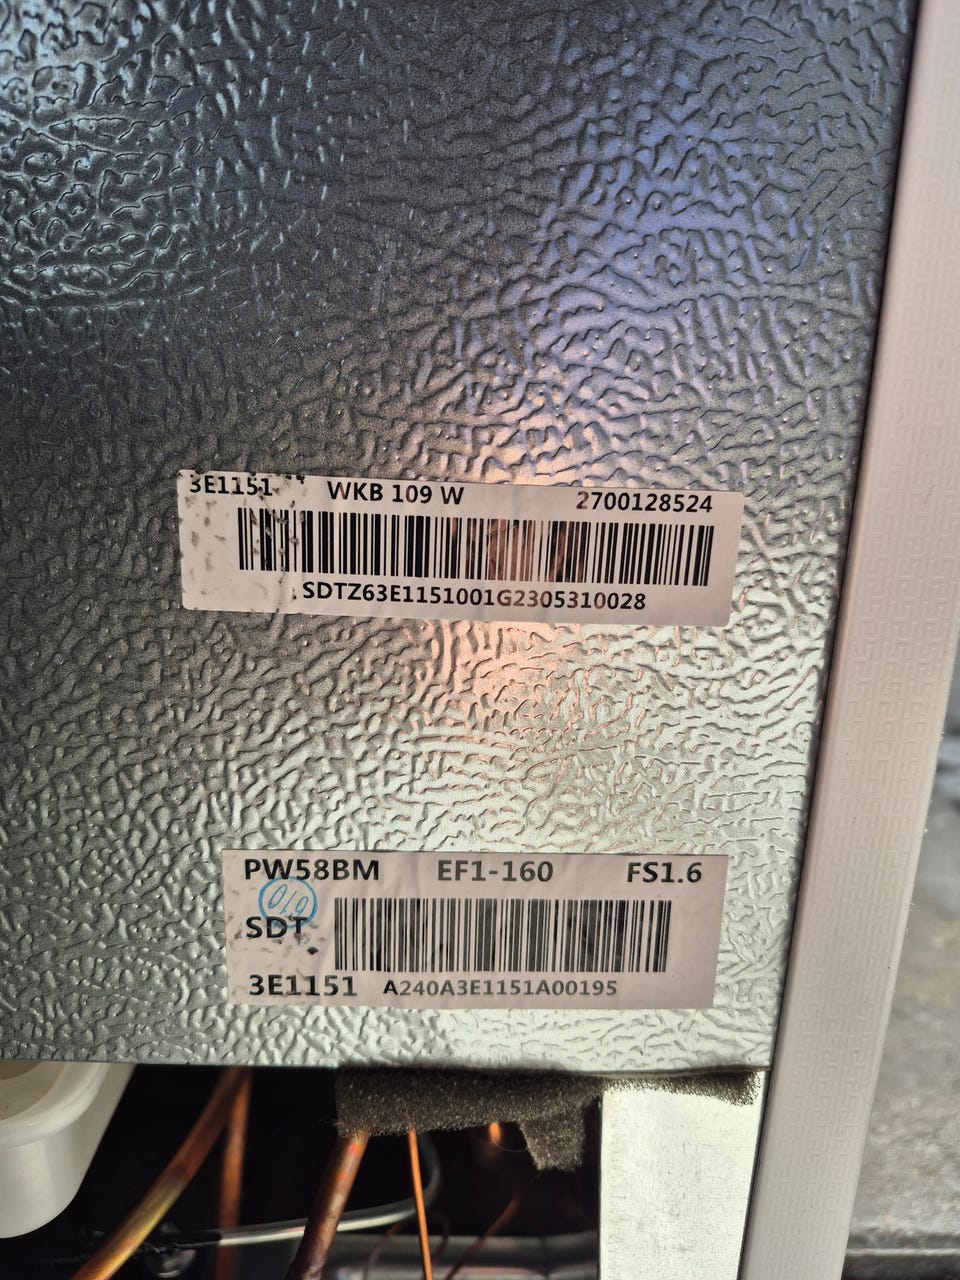 3E1151 WKB 109 W 2700128524
SDTZ63E1151001G2305310028
PW58BM EF1-160 FS1.6
SDT
3E1151 A240A3E1151A00195